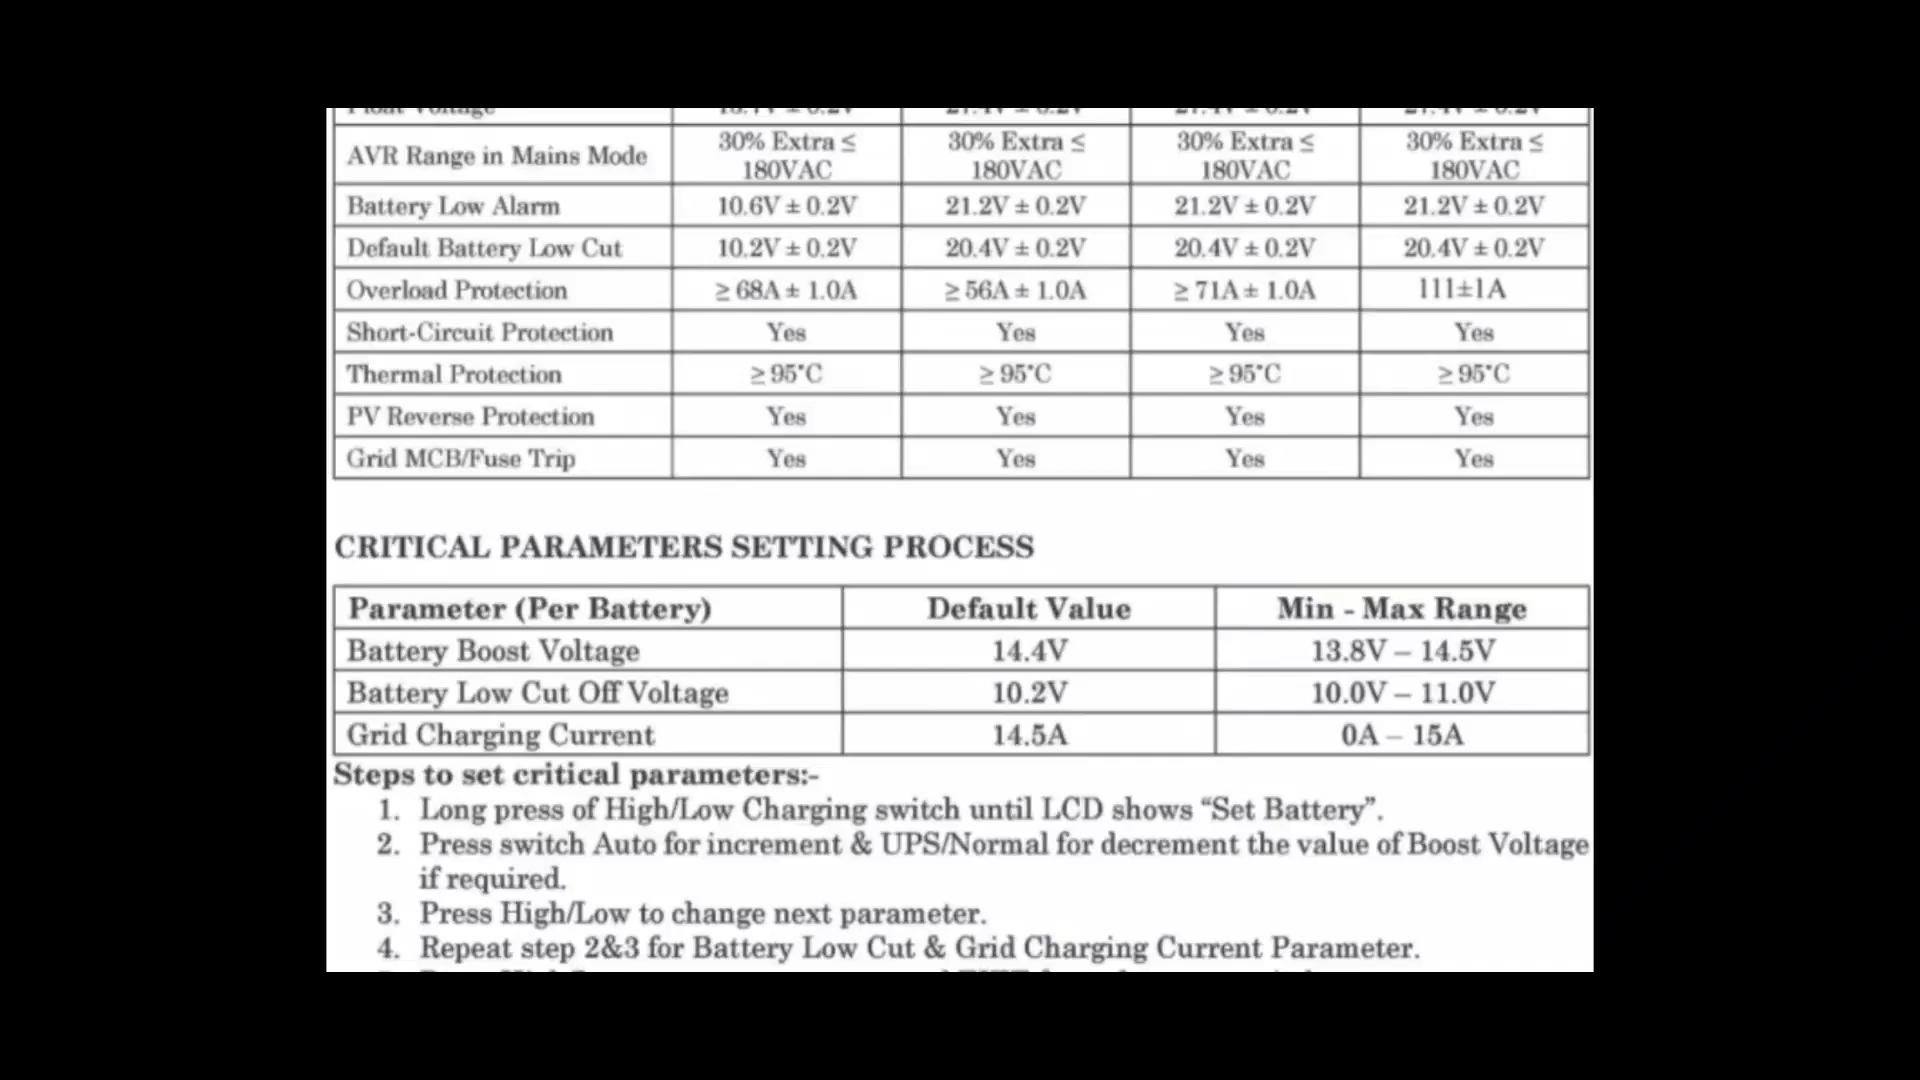 AVR Range in Mains Mode 30% Extra ≤ 180VAC 30% Extra ≤ 180VAC 30% Extra ≤ 180VAC 30% Extra ≤ 180VAC
Battery Low Alarm 10.6V ± 0.2V 21.2V ± 0.2V 21.2V ± 0.2V 21.2V ± 0.2V
Default Battery Low Cut 10.2V ± 0.2V 20.4V ± 0.2V 20.4V ± 0.2V 20.4V ± 0.2V
Overload Protection ≥ 68A ± 1.0A ≥ 56A ± 1.0A ≥ 71A ± 1.0A 111±1A
Short-Circuit Protection Yes Yes Yes Yes
Thermal Protection ≥ 95°C ≥ 95°C ≥ 95°C ≥ 95°C
PV Reverse Protection Yes Yes Yes Yes
Grid MCB/Fuse Trip Yes Yes Yes Yes
CRITICAL PARAMETERS SETTING PROCESS
Parameter (Per Battery) Default Value Min - Max Range
Battery Boost Voltage 14.4V 13.8V – 14.5V
Battery Low Cut Off Voltage 10.2V 10.0V – 11.0V
Grid Charging Current 14.5A 0A – 15A
Steps to set critical parameters:-
1. Long press of High/Low Charging switch until LCD shows “Set Battery”.
2. Press switch Auto for increment & UPS/Normal for decrement the value of Boost Voltage
if required.
3. Press High/Low to change next parameter.
4. Repeat step 2&3 for Battery Low Cut & Grid Charging Current Parameter.